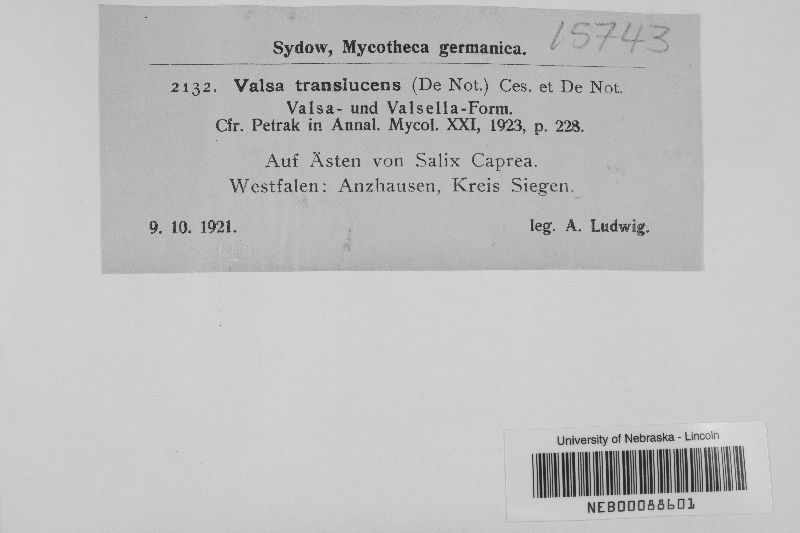 Sydow, Mycotheca germanica. 15743
2132. Valsa translucens (De Not.) Ces. et De Not.
Valsa- und Valsella-Form.
Cfr. Petrak in Annal. Mycol. XXI, 1923, p. 228.
Auf Ästen von Salix Caprea.
Westfalen: Anzhausen, Kreis Siegen.
9. 10. 1921. leg. A. Ludwig.
University of Nebraska - Lincoln
NEB00088601